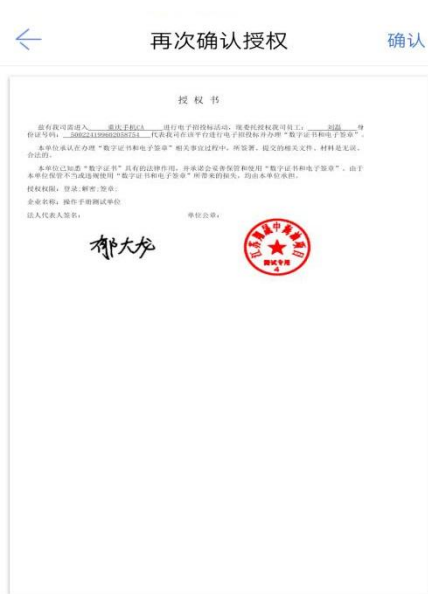 再次确认授权
确认
授 权 书
兹有我司需进入 重庆手机CA 进行电子招投标活动，现委托授权我司员工： 刘磊 身
份证号码： 500224199602058754 代表我司在该平台进行电子招投标并办理“数字证书和电子签章”。
本单位承认在办理“数字证书和电子签章”相关事宜过程中，所签署、提交的相关文件、材料是无误、
合法的。
本单位已知悉“数字证书”具有的法律作用，并承诺会妥善保管和使用“数字证书和电子签章”。由于
本单位保管不当或违规使用“数字证书和电子签章”所带来的损失，均由本单位承担。
授权权限：登录;解密;签章;
企业名称：操作手册测试单位
法人代表人签名：
单位公章：
郁大龙
测试专用
4